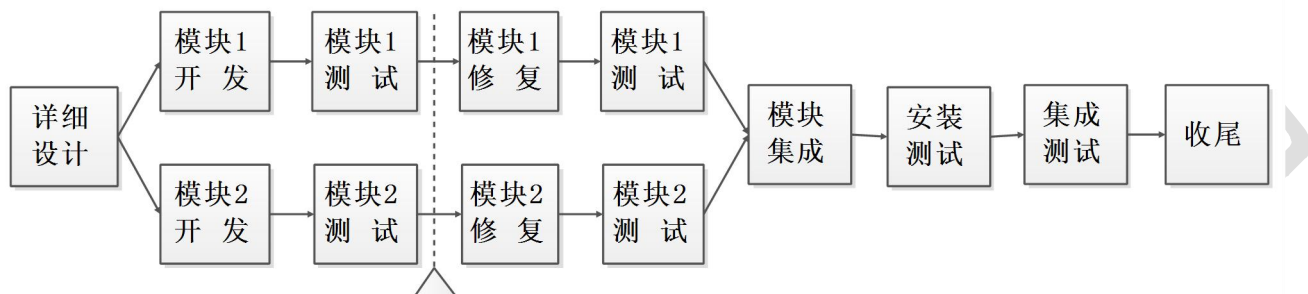 详细
设计
模块1
开 发
模块1
测 试
模块1
修 复
模块1
测 试
模块2
开 发
模块2
测 试
模块2
修 复
模块2
测 试
模块
集成
安装
测试
集成
测试
收尾